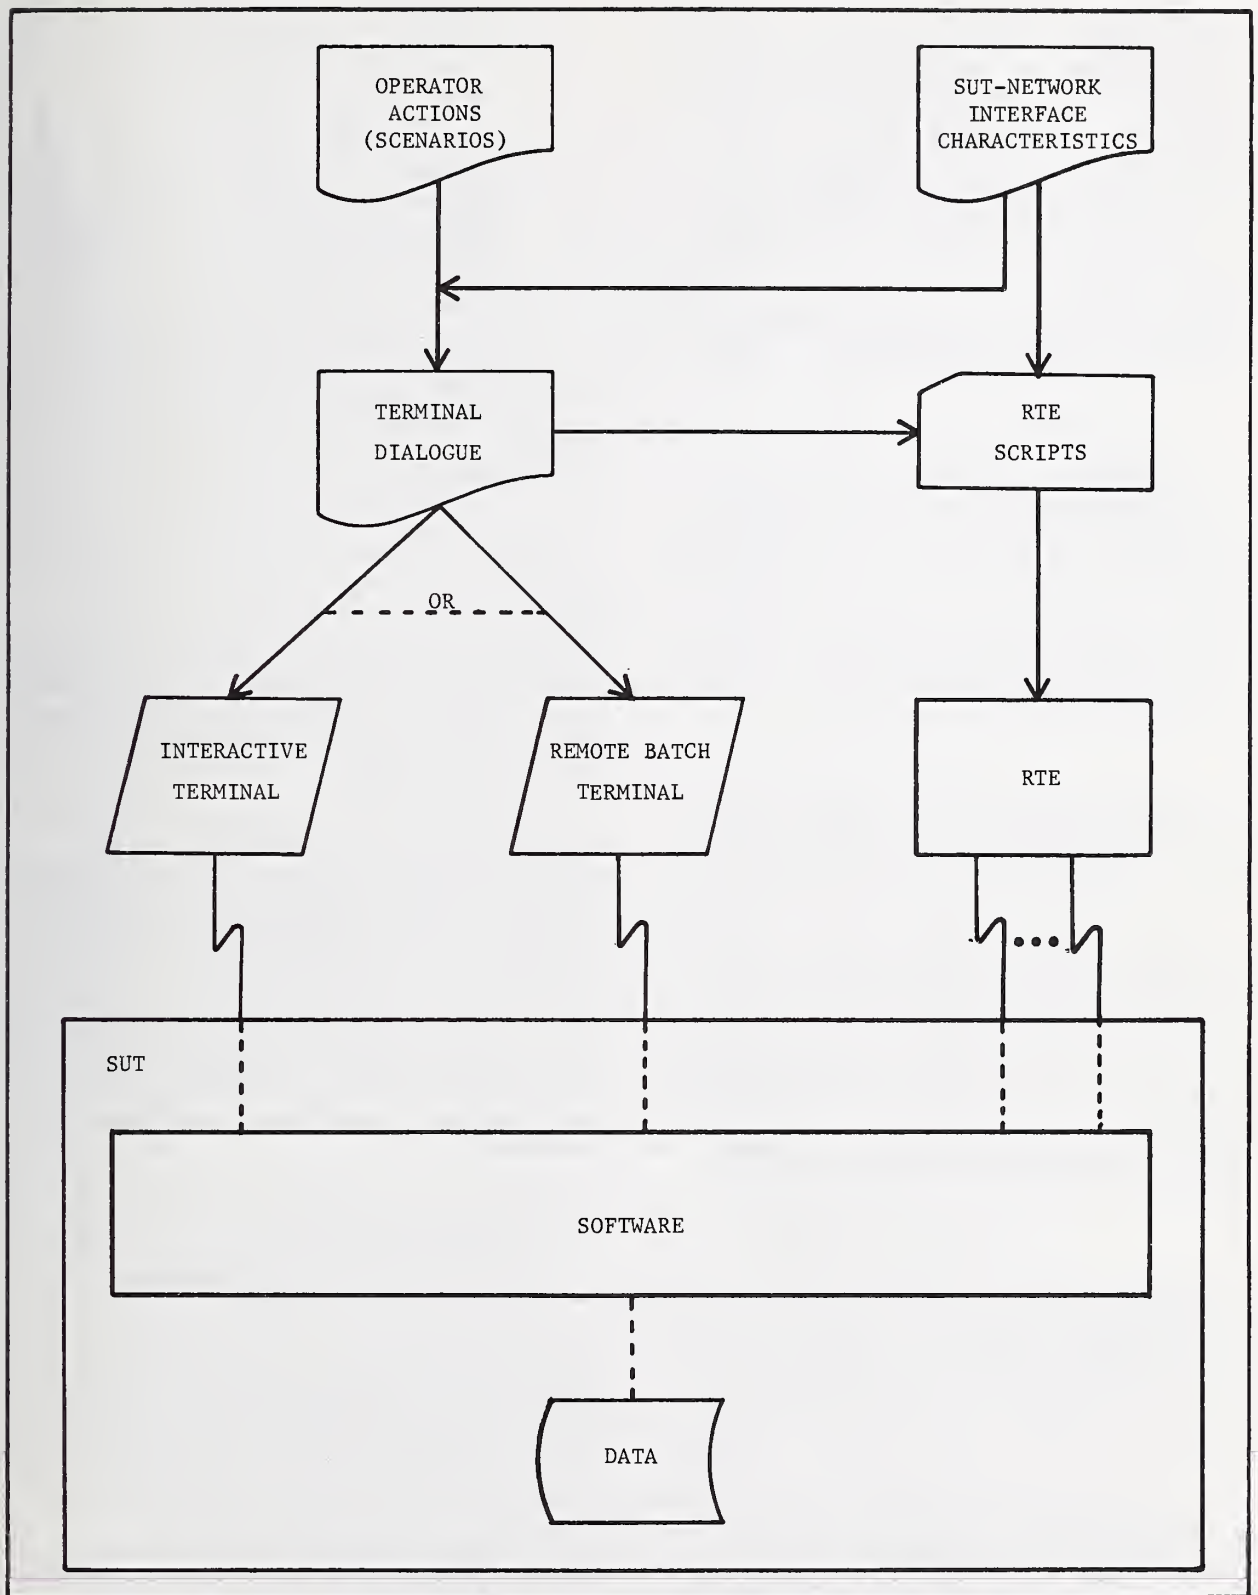 OPERATOR
ACTIONS
(SCENARIOS)
SUT-NETWORK
INTERFACE
CHARACTERISTICS
TERMINAL
DIALOGUE
RTE
SCRIPTS
OR
INTERACTIVE
TERMINAL
REMOTE BATCH
TERMINAL
RTE
SUT
SOFTWARE
DATA